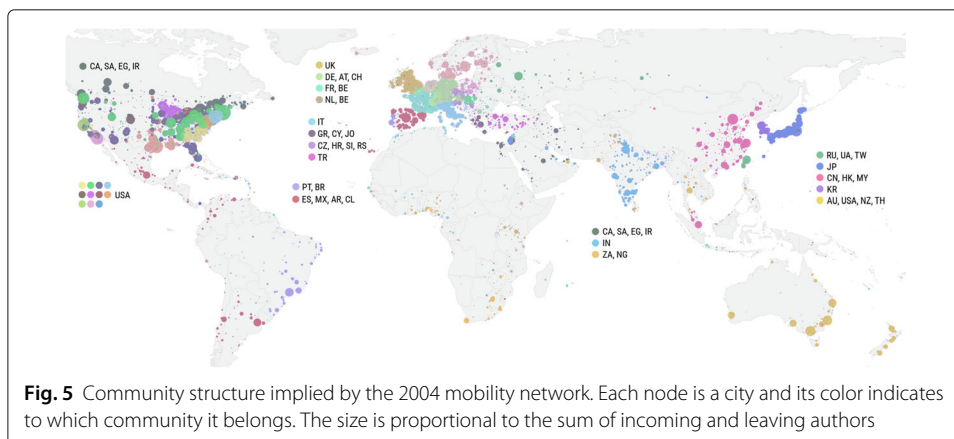 CA, SA, EG, IR
UK
DE, AT, CH
FR, BE
NL, BE
IT
GR, CY, JO
CZ, HR, SI, RS
TR
USA
PT, BR
ES, MX, AR, CL
CA, SA, EG, IR
IN
ZA, NG
RU, UA, TW
JP
CN, HK, MY
KR
AU, USA, NZ, TH
Fig. 5 Community structure implied by the 2004 mobility network. Each node is a city and its color indicates
to which community it belongs. The size is proportional to the sum of incoming and leaving authors